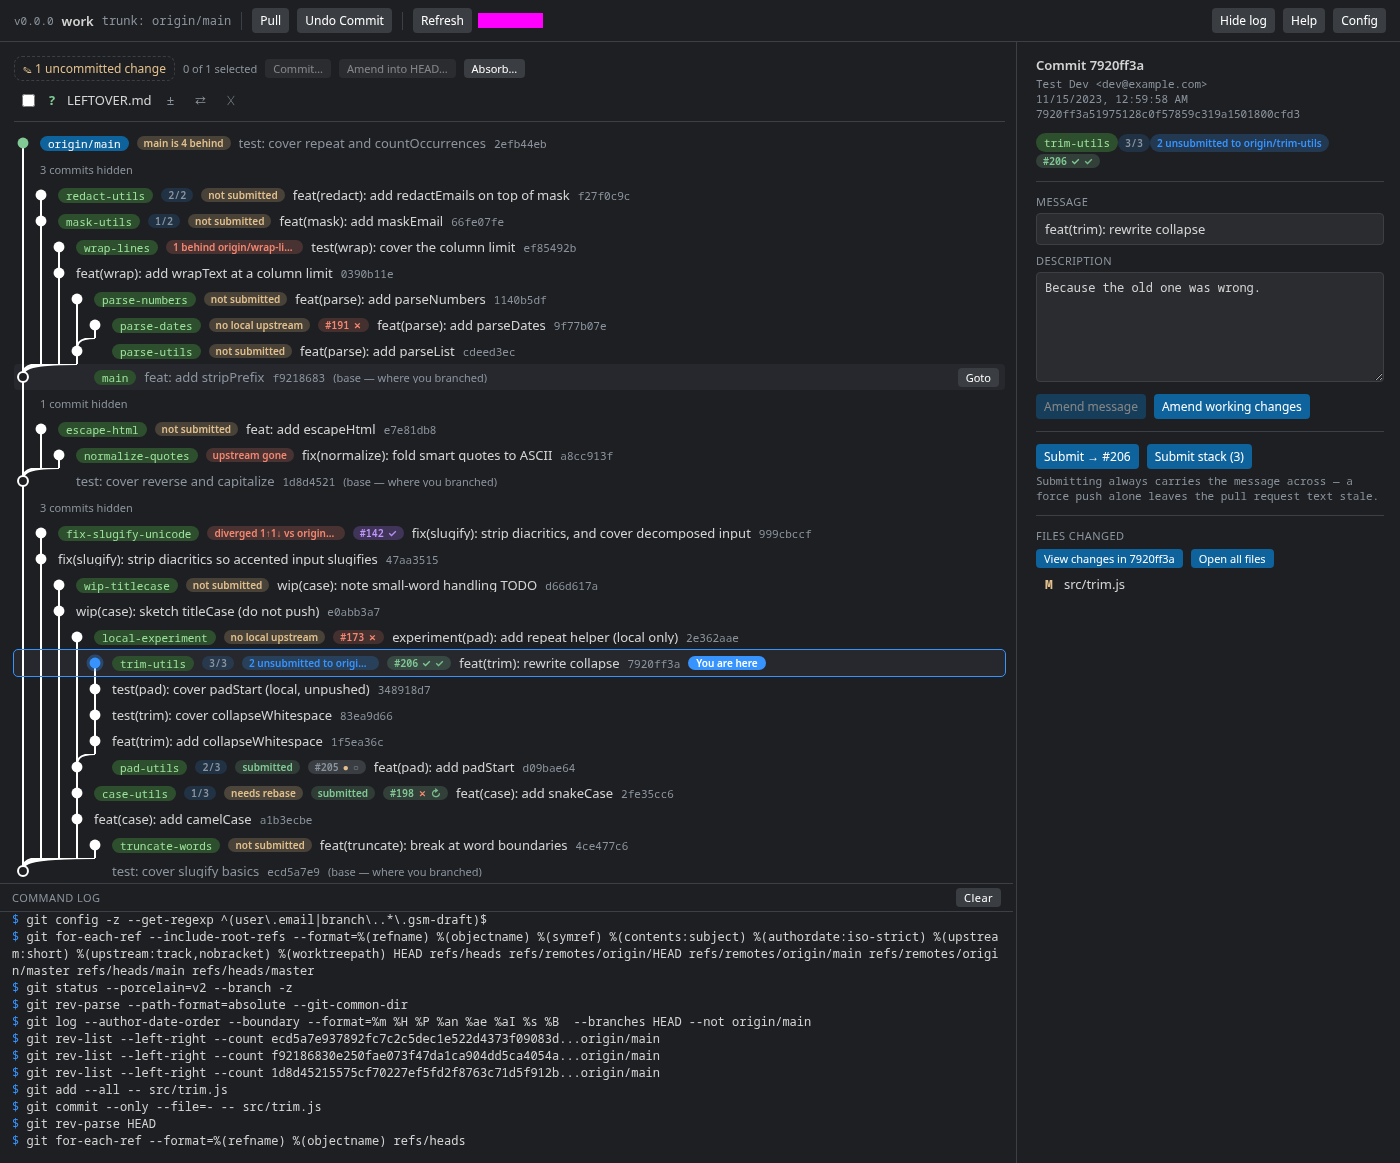 v0.0.0 work trunk: origin/main Pull Undo Commit Refresh Hide log Help Config
✎ 1 uncommitted change 0 of 1 selected Commit… Amend into HEAD… Absorb…
? LEFTOVER.md ± ⇄ X
origin/main main is 4 behind test: cover repeat and countOccurrences 2efb44eb
3 commits hidden
redact-utils 2/2 not submitted feat(redact): add redactEmails on top of mask f27f0c9c
mask-utils 1/2 not submitted feat(mask): add maskEmail 66fe07fe
wrap-lines 1 behind origin/wrap-li… test(wrap): cover the column limit ef85492b
feat(wrap): add wrapText at a column limit 0390b11e
parse-numbers not submitted feat(parse): add parseNumbers 1140b5df
parse-dates no local upstream #191 × feat(parse): add parseDates 9f77b07e
parse-utils not submitted feat(parse): add parseList cdeed3ec
main feat: add stripPrefix f9218683 (base — where you branched) Goto
1 commit hidden
escape-html not submitted feat: add escapeHtml e7e81db8
normalize-quotes upstream gone fix(normalize): fold smart quotes to ASCII a8cc913f
test: cover reverse and capitalize 1d8d4521 (base — where you branched)
3 commits hidden
fix-slugify-unicode diverged 1↑1↓ vs origin… #142 ✓ fix(slugify): strip diacritics, and cover decomposed input 999cbccf
fix(slugify): strip diacritics so accented input slugifies 47aa3515
wip-titlecase not submitted wip(case): note small-word handling TODO d66d617a
wip(case): sketch titleCase (do not push) e0abb3a7
local-experiment no local upstream #173 × experiment(pad): add repeat helper (local only) 2e362aae
trim-utils 3/3 2 unsubmitted to origi… #206 ✓ ✓ feat(trim): rewrite collapse 7920ff3a You are here
test(pad): cover padStart (local, unpushed) 348918d7
test(trim): cover collapseWhitespace 83ea9d66
feat(trim): add collapseWhitespace 1f5ea36c
pad-utils 2/3 submitted #205 ● ○ feat(pad): add padStart d09bae64
case-utils 1/3 needs rebase submitted #198 × ↻ feat(case): add snakeCase 2fe35cc6
feat(case): add camelCase a1b3ecbe
truncate-words not submitted feat(truncate): break at word boundaries 4ce477c6
test: cover slugify basics ecd5a7e9 (base — where you branched)
COMMAND LOG Clear
$ git config -z --get-regexp ^(user\.email|branch\..*\.gsm-draft)$
$ git for-each-ref --include-root-refs --format=%(refname) %(objectname) %(symref) %(contents:subject) %(authordate:iso-strict) %(upstrea
m:short) %(upstream:track,nobracket) %(worktreepath) HEAD refs/heads refs/remotes/origin/HEAD refs/remotes/origin/main refs/remotes/origi
n/master refs/heads/main refs/heads/master
$ git status --porcelain=v2 --branch -z
$ git rev-parse --path-format=absolute --git-common-dir
$ git log --author-date-order --boundary --format=%m %H %P %an %ae %aI %s %B --branches HEAD --not origin/main
$ git rev-list --left-right --count ecd5a7e937892fc7c2c5dec1e522d4373f09083d...origin/main
$ git rev-list --left-right --count f92186830e250fae073f47da1ca904dd5ca4054a...origin/main
$ git rev-list --left-right --count 1d8d45215575cf70227ef5fd2f8763c71d5f912b...origin/main
$ git add --all -- src/trim.js
$ git commit --only --file=- -- src/trim.js
$ git rev-parse HEAD
$ git for-each-ref --format=%(refname) %(objectname) refs/heads
Commit 7920ff3a
Test Dev <dev@example.com>
11/15/2023, 12:59:58 AM
7920ff3a51975128c0f57859c319a1501800cfd3
trim-utils 3/3 2 unsubmitted to origin/trim-utils
#206 ✓ ✓
MESSAGE
feat(trim): rewrite collapse
DESCRIPTION
Because the old one was wrong.
Amend message Amend working changes
Submit → #206 Submit stack (3)
Submitting always carries the message across — a
force push alone leaves the pull request text stale.
FILES CHANGED
View changes in 7920ff3a Open all files
M src/trim.js